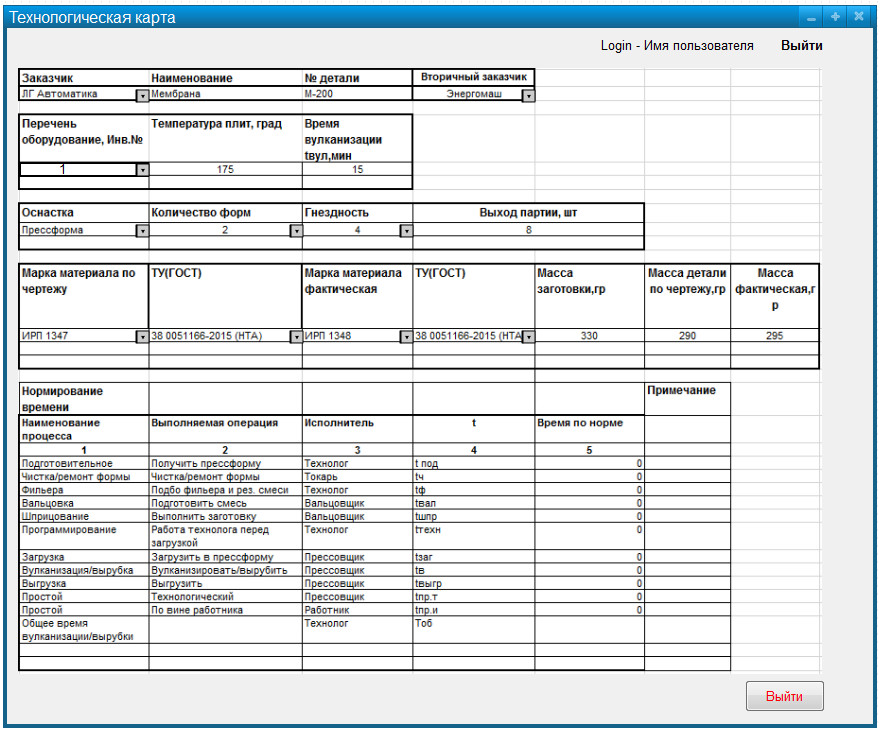 Технологическая карта
Login - Имя пользователя Выйти
Заказчик Наименование № детали Вторичный заказчик
ЛГ Автоматика Мембрана М-200 Энергомаш
Перечень Температура плит, град Время
оборудование, Инв.№ вулканизации
tвул,мин
1 175 15
Оснастка Количество форм Гнездность Выход партии, шт
Прессформа 2 4 8
Марка материала по ТУ(ГОСТ) Марка материала ТУ(ГОСТ) Масса Масса детали Масса
чертежу фактическая заготовки,гр по чертежу,гр фактическая,г
р
ИРП 1347 38 0051166-2015 (НТА) ИРП 1348 38 0051166-2015 (НТА 330 290 295
Нормирование Примечание
времени
Наименование Выполняемая операция Исполнитель t Время по норме
процесса
1 2 3 4 5
Подготовительное Получить прессформу Технолог t под 0
Чистка/ремонт формы Чистка/ремонт формы Токарь tч 0
Фильера Подбо фильера и рез. смеси Технолог tф 0
Вальцовка Подготовить смесь Вальцовщик tвал 0
Шприцование Выполнить заготовку Вальцовщик tшпр 0
Программирование Работа технолога перед Технолог tтехн 0
загрузкой
Загрузка Загрузить в прессформу Прессовщик tзаг 0
Вулканизация/вырубка Вулканизировать/вырубить Прессовщик tв 0
Выгрузка Выгрузить Прессовщик tвыгр 0
Простой Технологический Прессовщик tпр.т 0
Простой По вине работника Работник tпр.и 0
Общее время Технолог Tоб
вулканизации/вырубки
Выйти